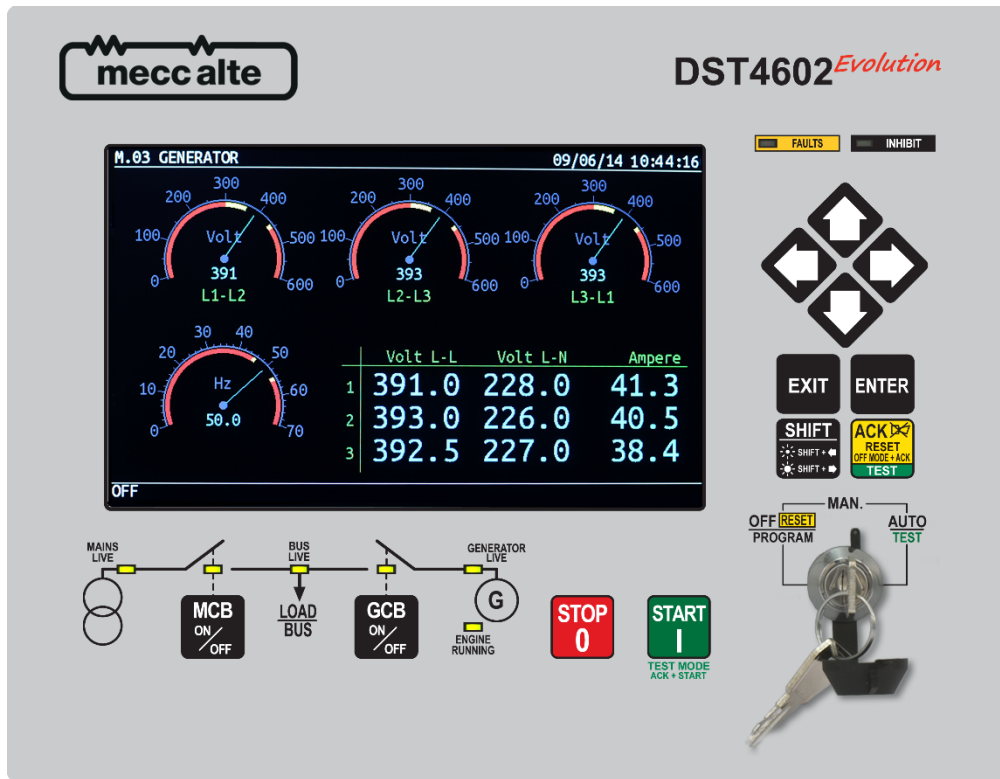 mecc alte
DST4602 Evolution
FAULTS INHIBIT
M.03 GENERATOR 09/06/14 10:44:16
0 100 200 300 400 500 600
Volt
391
L1-L2
0 100 200 300 400 500 600
Volt
393
L2-L3
0 100 200 300 400 500 600
Volt
393
L3-L1
0 10 20 30 40 50 60 70
Hz
50.0
Volt L-L Volt L-N Ampere
1 391.0 228.0 41.3
2 393.0 226.0 40.5
3 392.5 227.0 38.4
OFF
EXIT
ENTER
SHIFT
SHIFT +
SHIFT +
ACK
RESET
OFF MODE + ACK
TEST
MAN.
OFF RESET
PROGRAM
AUTO
TEST
MAINS
LIVE
BUS
LIVE
GENERATOR
LIVE
MCB
ON
OFF
LOAD
BUS
GCB
ON
OFF
G
ENGINE
RUNNING
STOP
0
START
I
TEST MODE
ACK + START